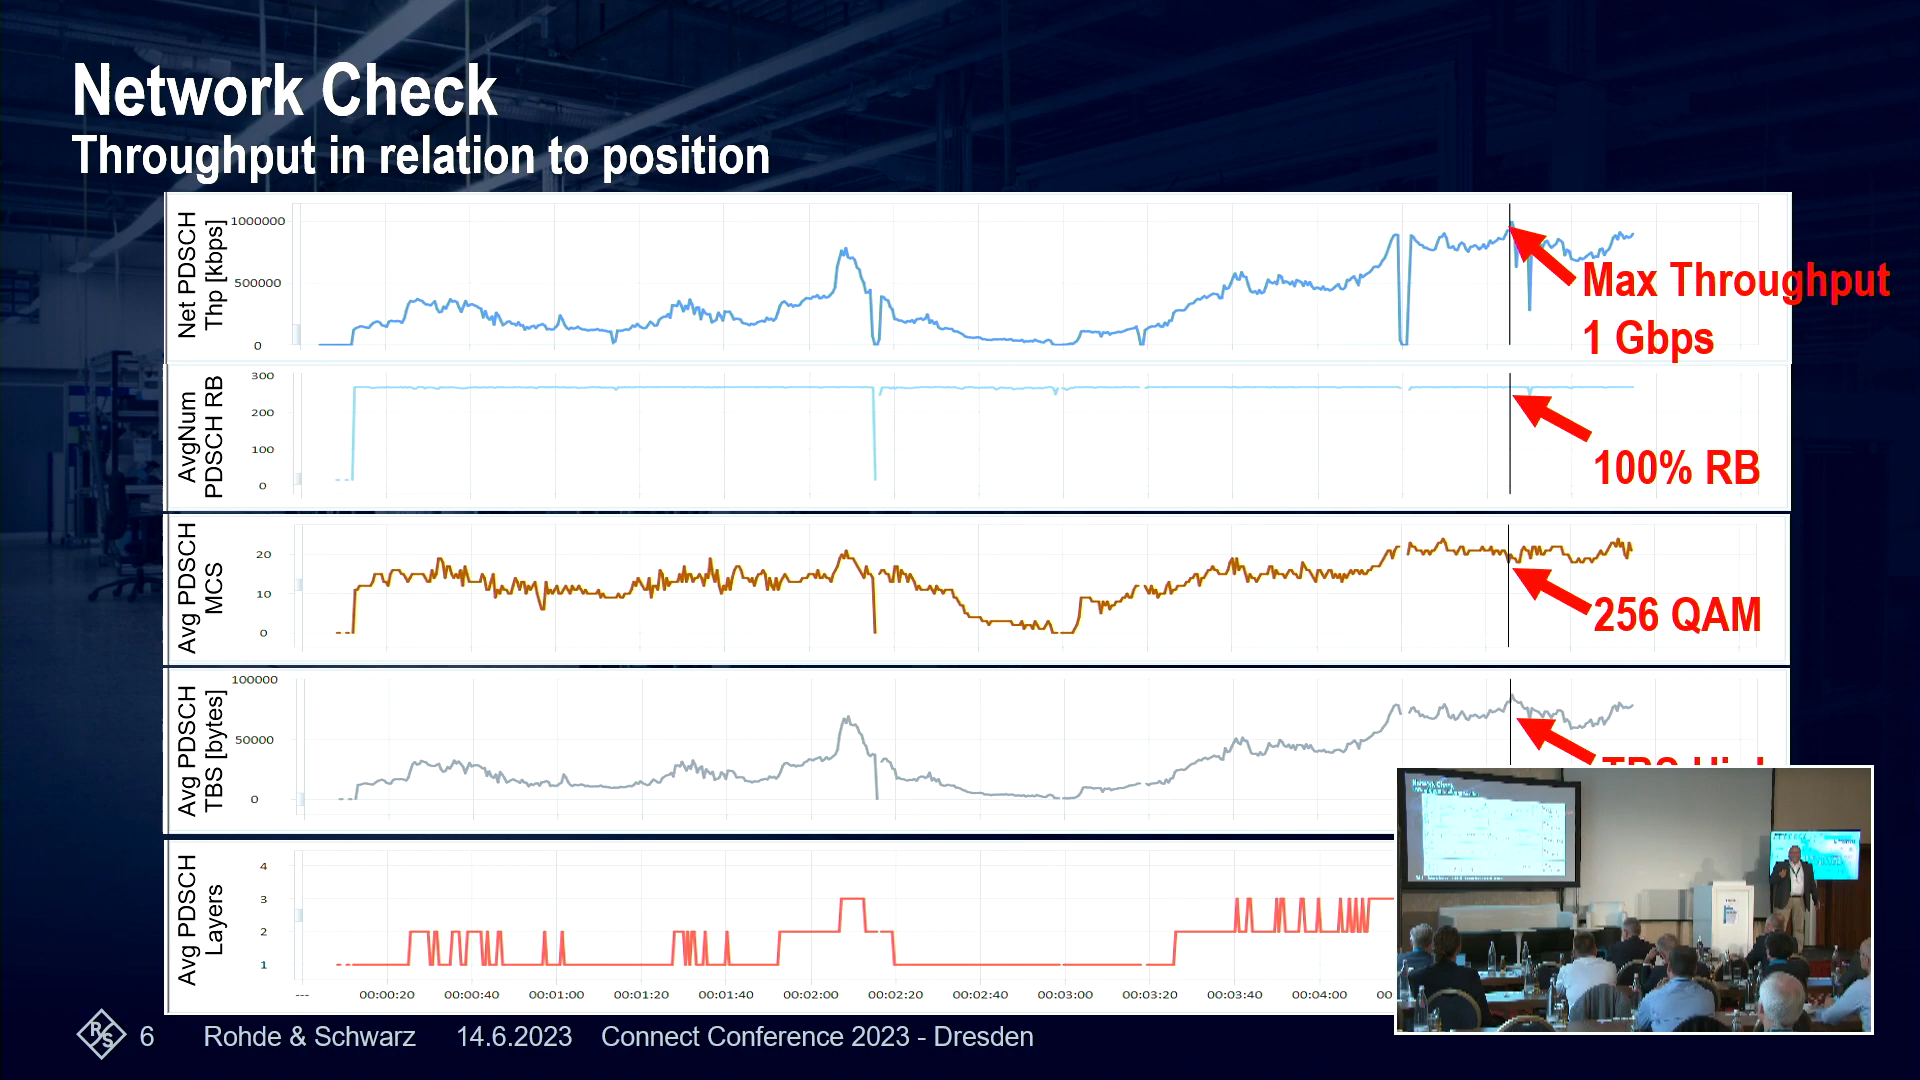 Network Check
Throughput in relation to position
Net PDSCH
Thp [kbps]
1000000
500000
0
Max Throughput
1 Gbps
AvgNum
PDSCH RB
300
200
100
0
100% RB
Avg PDSCH
MCS
20
10
0
256 QAM
Avg PDSCH
TBS [bytes]
100000
50000
0
TBS
Avg PDSCH
Layers
4
3
2
1
--- 00:00:20 00:00:40 00:01:00 00:01:20 00:01:40 00:02:00 00:02:20 00:02:40 00:03:00 00:03:20 00:03:40 00:04:00 00
R S 6 Rohde & Schwarz 14.6.2023 Connect Conference 2023 - Dresden